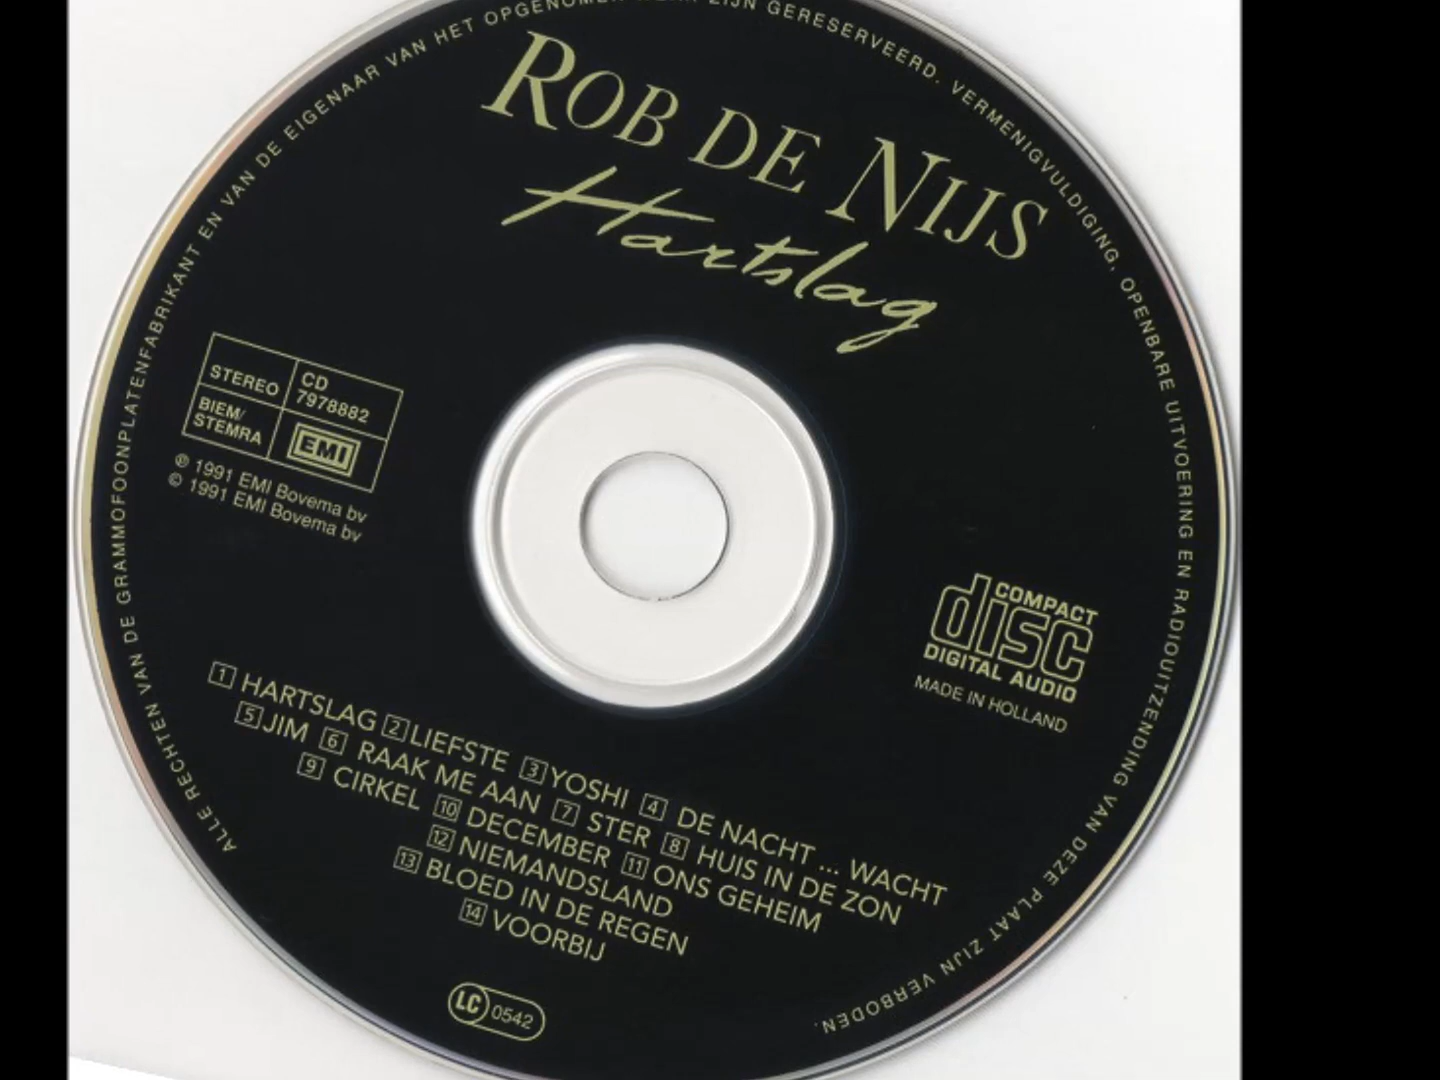 ALLE RECHTEN VAN DE GRAMMOFOONPLATENFABRIKANT EN VAN DE EIGENAAR VAN HET OPGENOMEN ZIJN GERESERVEERD. VERMENIGVULDIGING, OPENBARE UITVOERING EN RADIOUITZENDING VAN DEZE PLAAT ZIJN VERBODEN.
ROB DE NIJS
Hartslag
STEREO
CD
7978882
BIEM/
STEMRA
EMI
℗ 1991 EMI Bovema bv
© 1991 EMI Bovema bv
COMPACT
disc
DIGITAL AUDIO
MADE IN HOLLAND
1 HARTSLAG 2 LIEFSTE 3 YOSHI 4 DE NACHT ... WACHT
5 JIM 6 RAAK ME AAN 7 STER 8 HUIS IN DE ZON
9 CIRKEL 10 DECEMBER 11 ONS GEHEIM
12 NIEMANDSLAND
13 BLOED IN DE REGEN
14 VOORBIJ
LC 0542